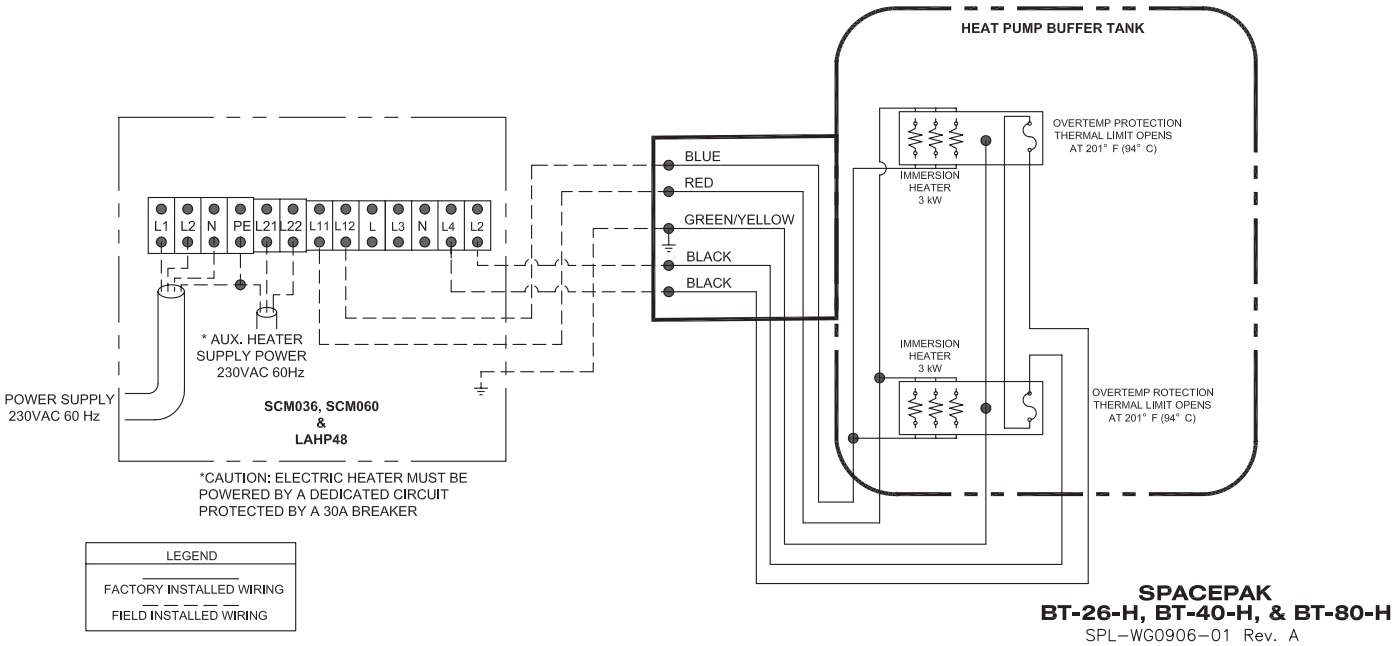 HEAT PUMP BUFFER TANK
OVERTEMP PROTECTION
THERMAL LIMIT OPENS
AT 201° F (94° C)
IMMERSION
HEATER
3 kW
BLUE
RED
GREEN/YELLOW
BLACK
BLACK
L1 L2 N PE L21 L22 L11 L12 L L3 N L4 L2
* AUX. HEATER
SUPPLY POWER
230VAC 60Hz
POWER SUPPLY
230VAC 60 Hz
SCM036, SCM060
&
LAHP48
IMMERSION
HEATER
3 kW
OVERTEMP ROTECTION
THERMAL LIMIT OPENS
AT 201° F (94° C)
*CAUTION: ELECTRIC HEATER MUST BE
POWERED BY A DEDICATED CIRCUIT
PROTECTED BY A 30A BREAKER
LEGEND
FACTORY INSTALLED WIRING
FIELD INSTALLED WIRING
SPACEPAK
BT-26-H, BT-40-H, & BT-80-H
SPL-WG0906-01 Rev. A